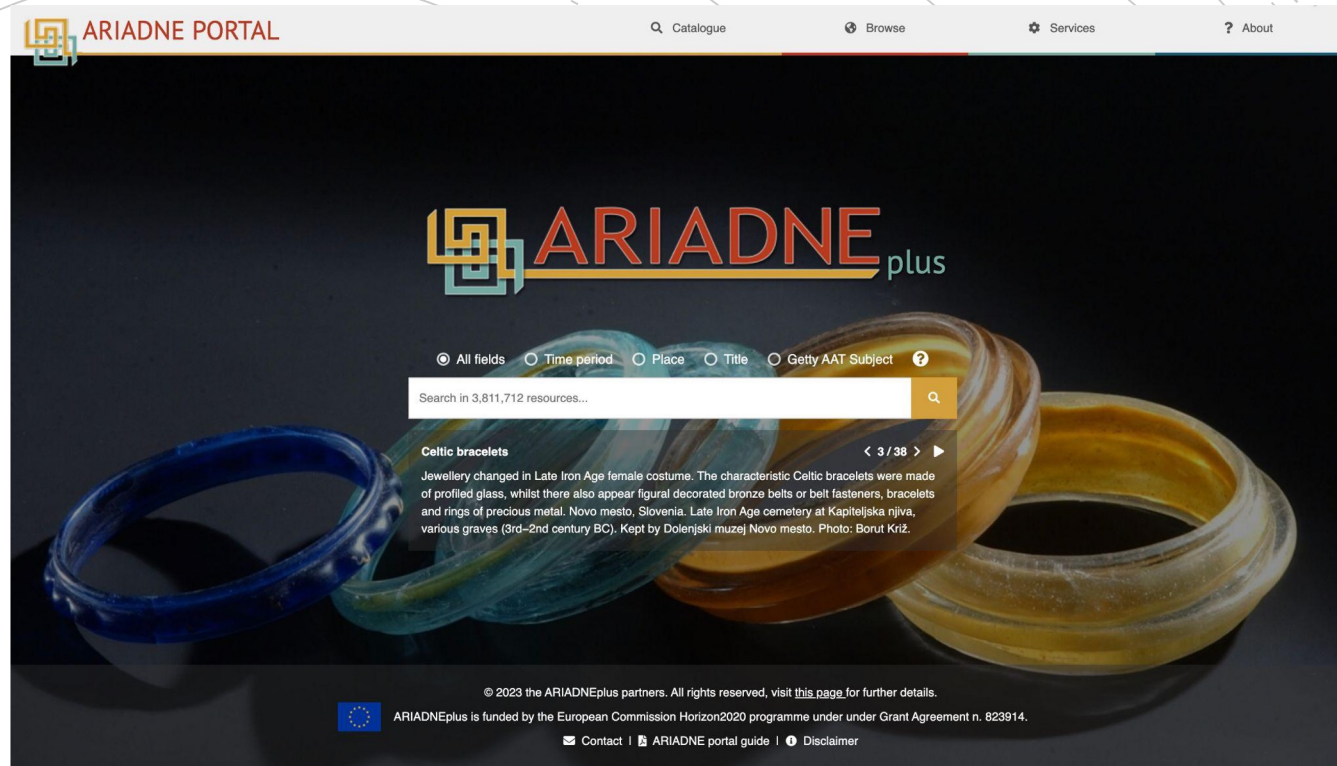 ARIADNE PORTAL
Catalogue
Browse
Services
? About
ARIADNE plus
All fields Time period Place Title Getty AAT Subject ?
Search in 3,811,712 resources...
Celtic bracelets < 3 / 38 >
Jewellery changed in Late Iron Age female costume. The characteristic Celtic bracelets were made
of profiled glass, whilst there also appear figural decorated bronze belts or belt fasteners, bracelets
and rings of precious metal. Novo mesto, Slovenia. Late Iron Age cemetery at Kapiteljska njiva,
various graves (3rd–2nd century BC). Kept by Dolenjski muzej Novo mesto. Photo: Borut Križ.
© 2023 the ARIADNEplus partners. All rights reserved, visit this page for further details.
ARIADNEplus is funded by the European Commission Horizon2020 programme under under Grant Agreement n. 823914.
Contact | ARIADNE portal guide | Disclaimer